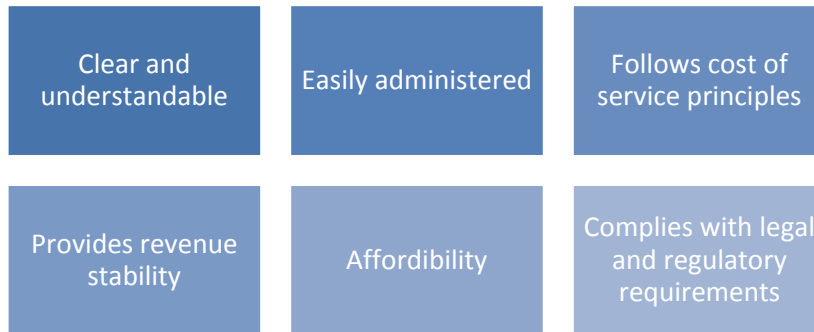 Clear and
understandable
Easily administered
Follows cost of
service principles
Provides revenue
stability
Affordibility
Complies with legal
and regulatory
requirements